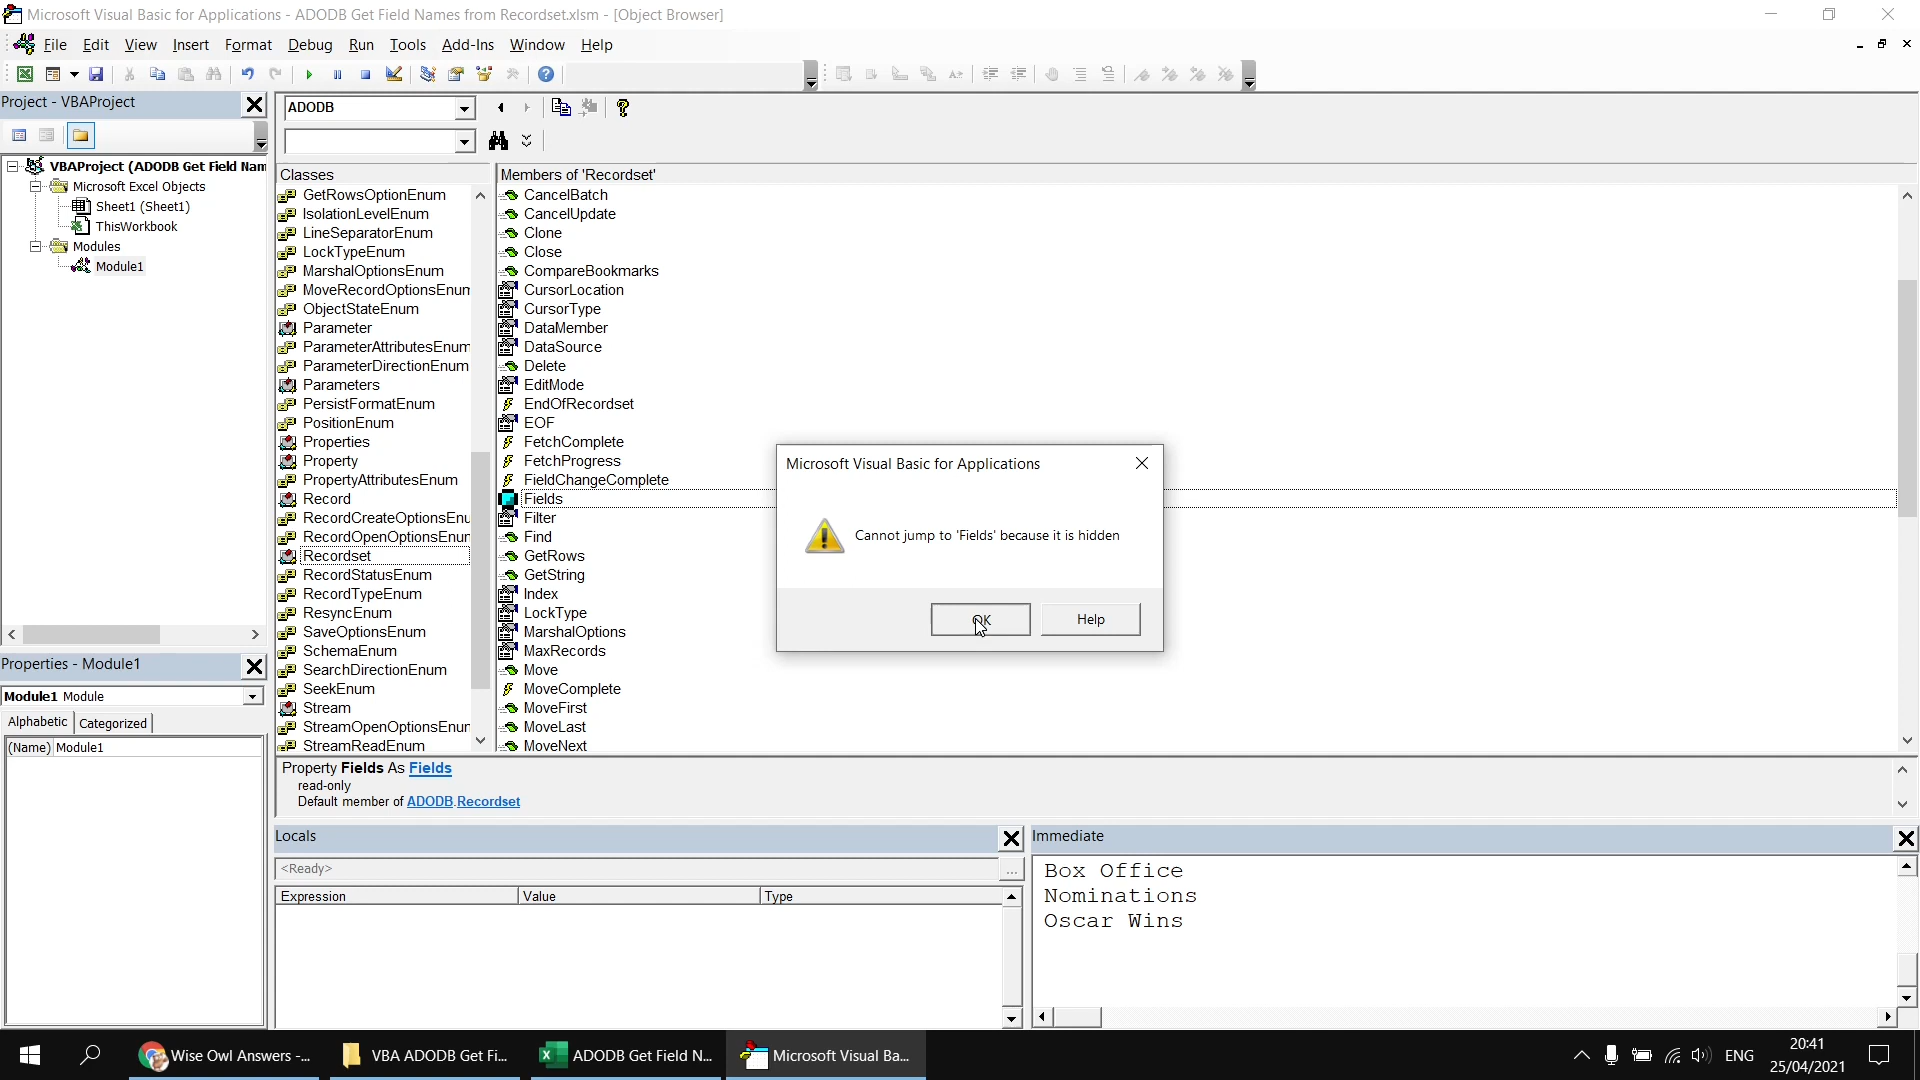 Microsoft Visual Basic for Applications - ADODB Get Field Names from Recordset.xlsm - [Object Browser]
File Edit View Insert Format Debug Run Tools Add-Ins Window Help
Project - VBAProject
VBAProject (ADODB Get Field Nam
Microsoft Excel Objects
Sheet1 (Sheet1)
ThisWorkbook
Modules
Module1
Properties - Module1
Module1 Module
Alphabetic Categorized
(Name) Module1
ADODB
Classes
GetRowsOptionEnum
IsolationLevelEnum
LineSeparatorEnum
LockTypeEnum
MarshalOptionsEnum
MoveRecordOptionsEnum
ObjectStateEnum
Parameter
ParameterAttributesEnum
ParameterDirectionEnum
Parameters
PersistFormatEnum
PositionEnum
Properties
Property
PropertyAttributesEnum
Record
RecordCreateOptionsEnu
RecordOpenOptionsEnum
Recordset
RecordStatusEnum
RecordTypeEnum
ResyncEnum
SaveOptionsEnum
SchemaEnum
SearchDirectionEnum
SeekEnum
Stream
StreamOpenOptionsEnum
StreamReadEnum
Members of 'Recordset'
CancelBatch
CancelUpdate
Clone
Close
CompareBookmarks
CursorLocation
CursorType
DataMember
DataSource
Delete
EditMode
EndOfRecordset
EOF
FetchComplete
FetchProgress
FieldChangeComplete
Fields
Filter
Find
GetRows
GetString
Index
LockType
MarshalOptions
MaxRecords
Move
MoveComplete
MoveFirst
MoveLast
MoveNext
Microsoft Visual Basic for Applications
Cannot jump to 'Fields' because it is hidden
OK Help
Property Fields As Fields
read-only
Default member of ADODB.Recordset
Locals
<Ready>
...
Expression Value Type
Immediate
Box Office
Nominations
Oscar Wins
Wise Owl Answers -...
VBA ADODB Get Fi...
ADODB Get Field N...
Microsoft Visual Ba...
ENG
20:41
25/04/2021